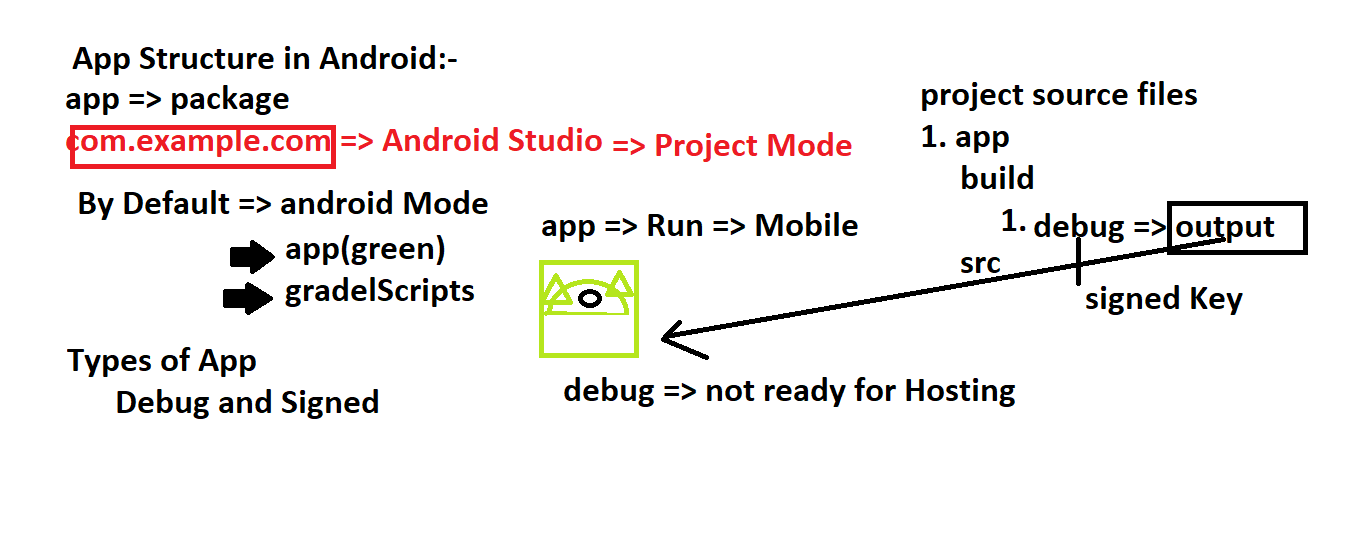 App Structure in Android:-
app => package
com.example.com => Android Studio => Project Mode
By Default => android Mode
app(green)
gradelScripts
Types of App
Debug and Signed
app => Run => Mobile
debug => not ready for Hosting
project source files
1. app
build
1. debug => output
src
signed Key